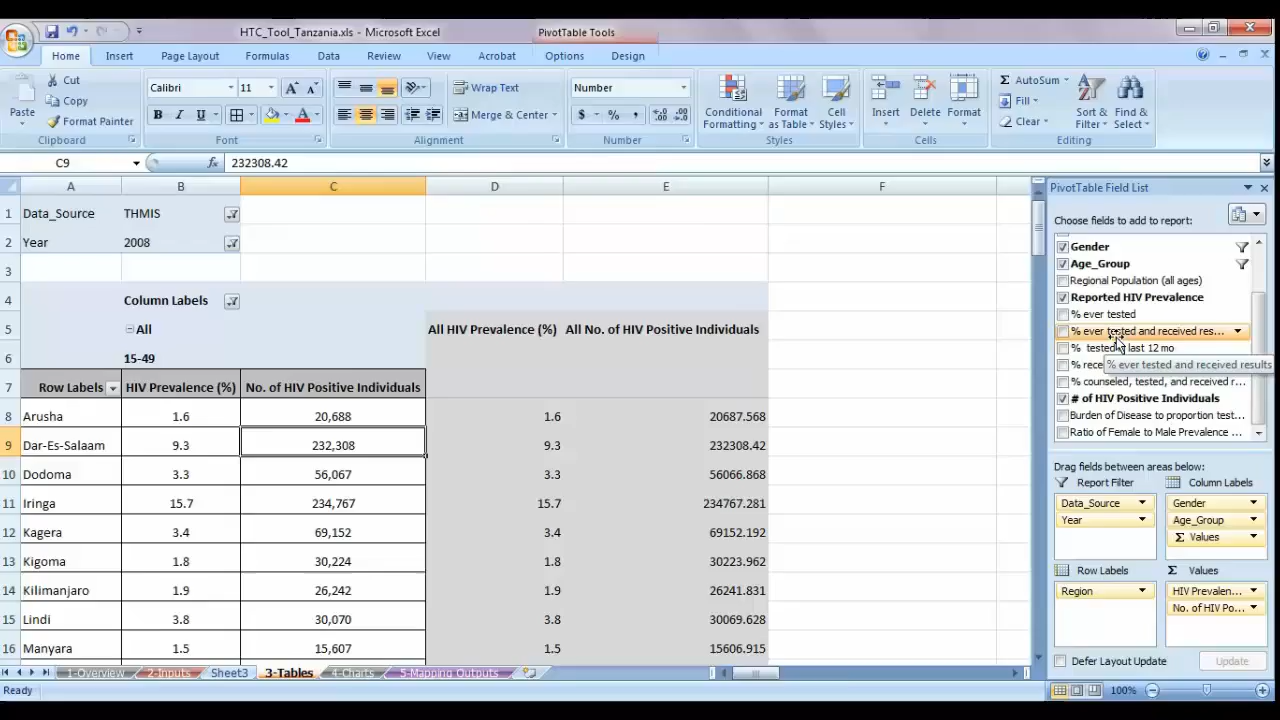 HTC_Tool_Tanzania.xls - Microsoft Excel
PivotTable Tools
Home Insert Page Layout Formulas Data Review View Acrobat Options Design
Paste
Cut
Copy
Format Painter
Clipboard
Calibri 11
B I U
Font
Wrap Text
Merge & Center
Alignment
Number
$ % ,
Number
Conditional Formatting
Format as Table
Cell Styles
Styles
Insert
Delete
Format
Cells
AutoSum
Fill
Clear
Sort & Filter
Find & Select
Editing
C9 fx 232308.42
A B C D E F
1 Data_Source THMIS
2 Year 2008
3
4 Column Labels
5 All All HIV Prevalence (%) All No. of HIV Positive Individuals
6 15-49
7 Row Labels HIV Prevalence (%) No. of HIV Positive Individuals
8 Arusha 1.6 20,688 1.6 20687.568
9 Dar-Es-Salaam 9.3 232,308 9.3 232308.42
10 Dodoma 3.3 56,067 3.3 56066.868
11 Iringa 15.7 234,767 15.7 234767.281
12 Kagera 3.4 69,152 3.4 69152.192
13 Kigoma 1.8 30,224 1.8 30223.962
14 Kilimanjaro 1.9 26,242 1.9 26241.831
15 Lindi 3.8 30,070 3.8 30069.628
16 Manyara 1.5 15,607 1.5 15606.915
1-Overview 2-Inputs Sheet3 3-Tables 4-Charts 5-Mapping Outputs
Ready
100%
PivotTable Field List
Choose fields to add to report:
Gender
Age_Group
Regional Population (all ages)
Reported HIV Prevalence
% ever tested
% ever tested and received res...
% tested last 12 mo
% ever tested and received results
% counseled, tested, and received r...
# of HIV Positive Individuals
Burden of Disease to proportion test...
Ratio of Female to Male Prevalence ...
Drag fields between areas below:
Report Filter
Column Labels
Data_Source
Year
Gender
Age_Group
Σ Values
Row Labels
Σ Values
Region
HIV Prevalen...
No. of HIV Po...
Defer Layout Update
Update